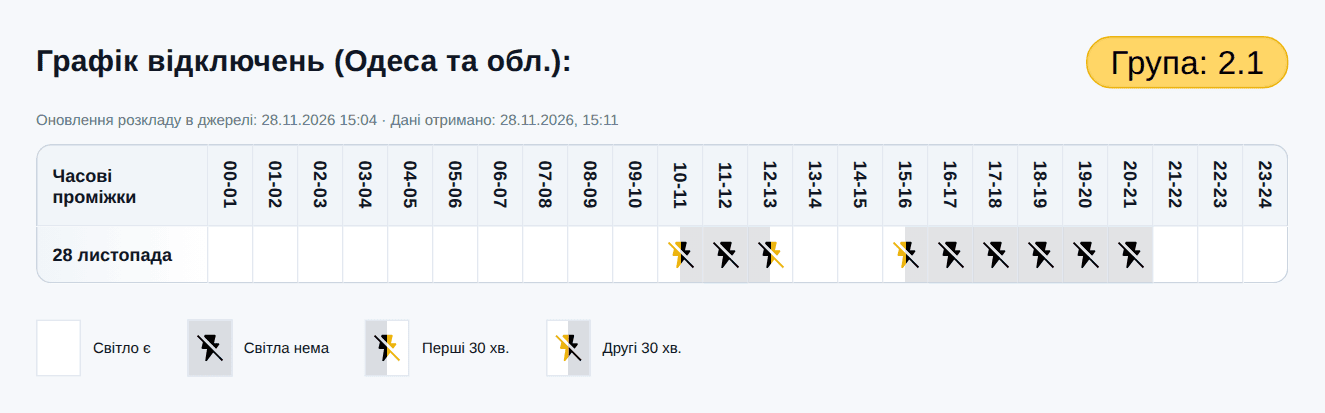 Графік відключень (Одеса та обл.):
Група: 2.1
Оновлення розкладу в джерелі: 28.11.2026 15:04 · Дані отримано: 28.11.2026, 15:11
Часові
проміжки
00-01
01-02
02-03
03-04
04-05
05-06
06-07
07-08
08-09
09-10
10-11
11-12
12-13
13-14
14-15
15-16
16-17
17-18
18-19
19-20
20-21
21-22
22-23
23-24
28 листопада
Світло є
Світла нема
Перші 30 хв.
Другі 30 хв.